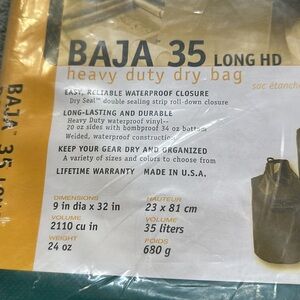 BAJA™ 35 LONG HD
heavy duty dry bag
sac étanche
EASY, RELIABLE WATERPROOF CLOSURE
Dry Seal™ double sealing strip roll-down closure
LONG-LASTING AND DURABLE
Heavy Duty waterproof vinyl--
20 oz sides with bombproof 34 oz bottom
Welded, waterproof construction
KEEP YOUR GEAR DRY AND ORGANIZED
A variety of sizes and colors to choose from
LIFETIME WARRANTY MADE IN U.S.A.
DIMENSIONS HAUTEUR
9 in dia x 32 in 23 x 81 cm
VOLUME VOLUME
2110 cu in 35 liters
WEIGHT POIDS
24 oz 680 g
BAJA™ 35 LONG